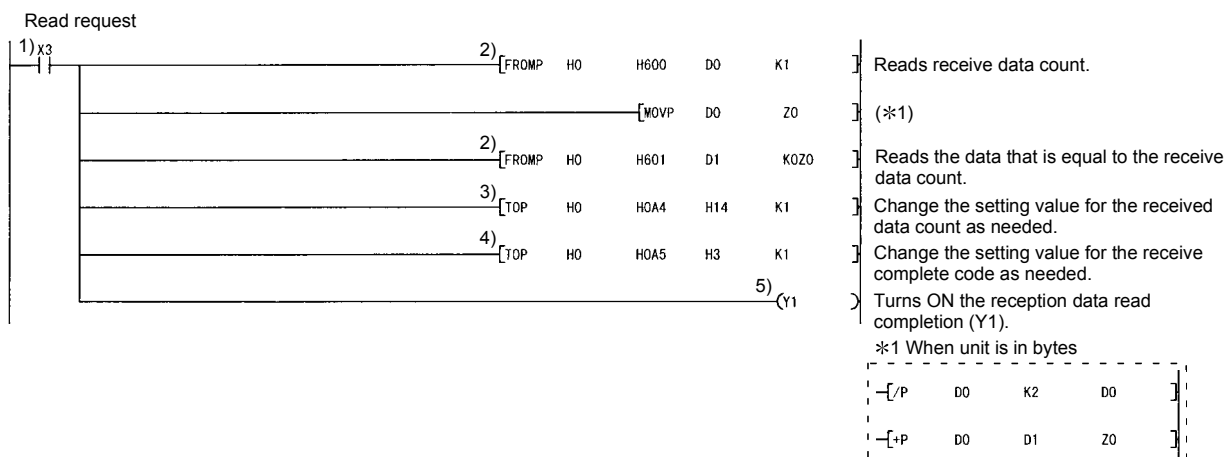 Read request
1) X3 2) [FROMP H0 H600 D0 K1 ] Reads receive data count.
[MOVP D0 Z0 ] (*1)
2) [FROMP H0 H601 D1 K0Z0 ] Reads the data that is equal to the receive
data count.
3) [TOP H0 H0A4 H14 K1 ] Change the setting value for the received
data count as needed.
4) [TOP H0 H0A5 H3 K1 ] Change the setting value for the receive
complete code as needed.
5) (Y1 ) Turns ON the reception data read
completion (Y1).
*1 When unit is in bytes
[/P D0 K2 D0 ]
[+P D0 D1 Z0 ]